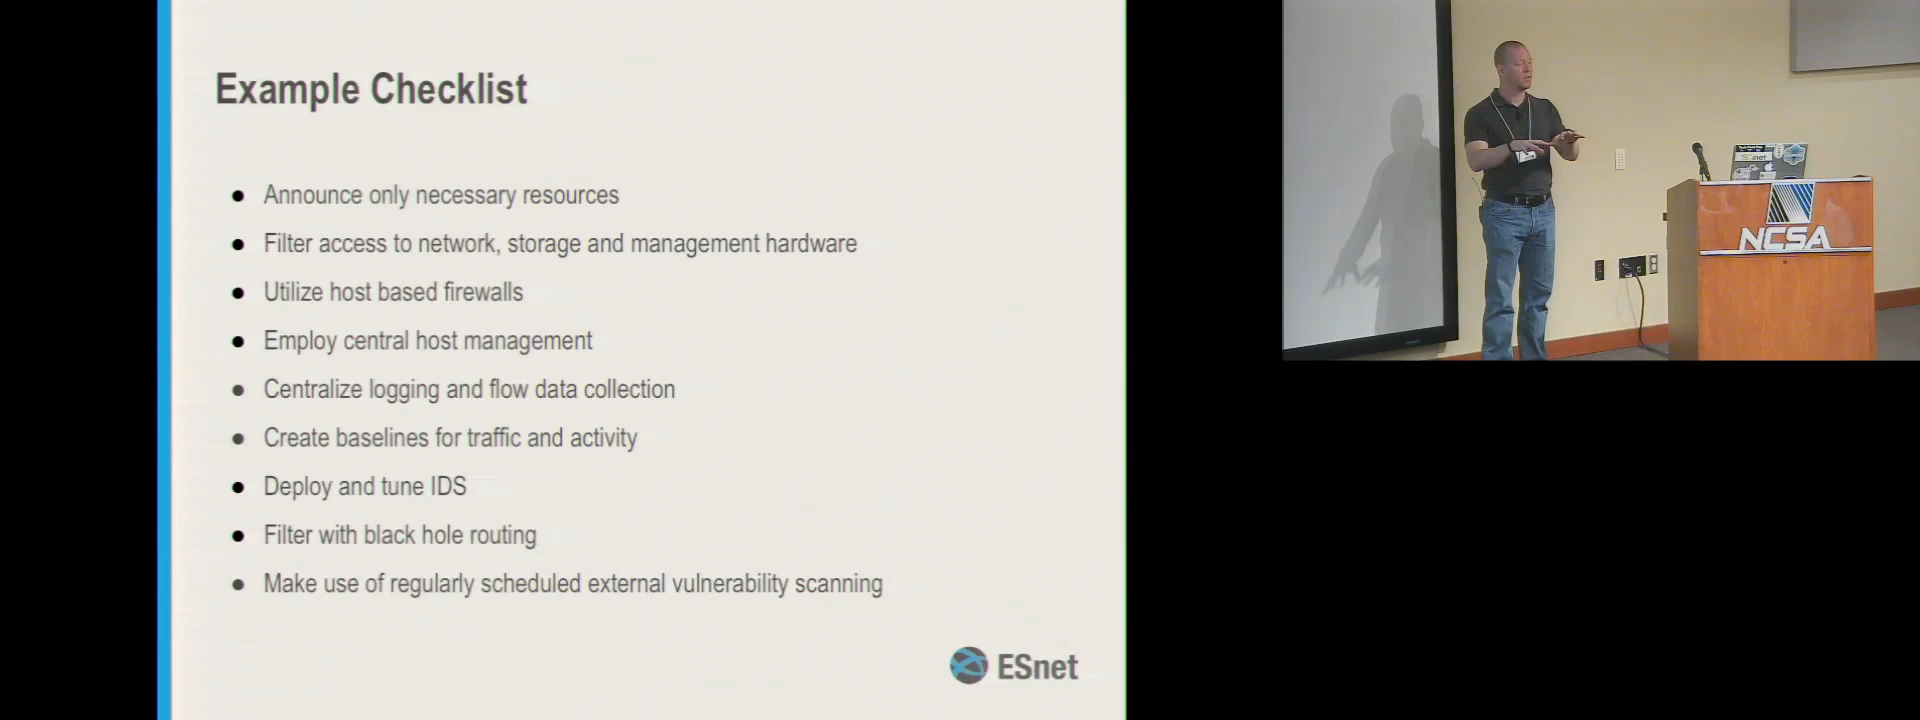 Example Checklist
Announce only necessary resources
Filter access to network, storage and management hardware
Utilize host based firewalls
Employ central host management
Centralize logging and flow data collection
Create baselines for traffic and activity
Deploy and tune IDS
Filter with black hole routing
Make use of regularly scheduled external vulnerability scanning
ESnet
NCSA